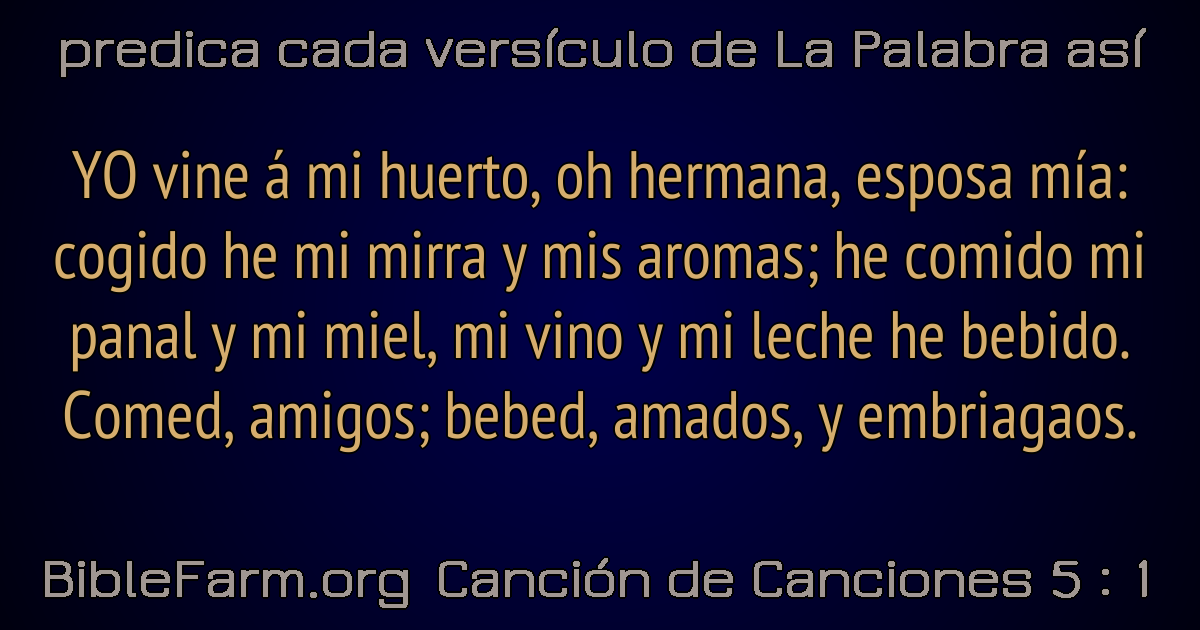 predica cada versículo de La Palabra así
YO vine á mi huerto, oh hermana, esposa mía:
cogido he mi mirra y mis aromas; he comido mi
panal y mi miel, mi vino y mi leche he bebido.
Comed, amigos; bebed, amados, y embriagaos.
BibleFarm.org Canción de Canciones 5 : 1